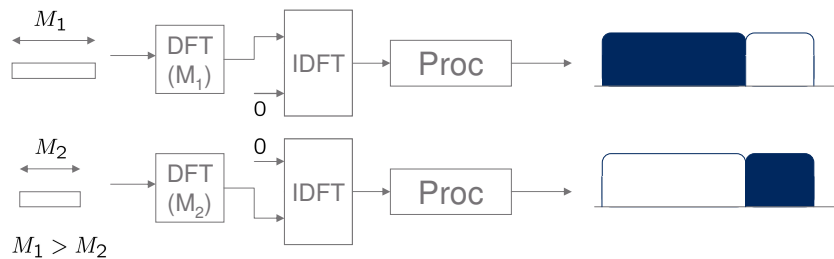 M₁
DFT
(M₁)
0
IDFT
Proc
M₂
DFT
(M₂)
0
IDFT
Proc
M₁ > M₂